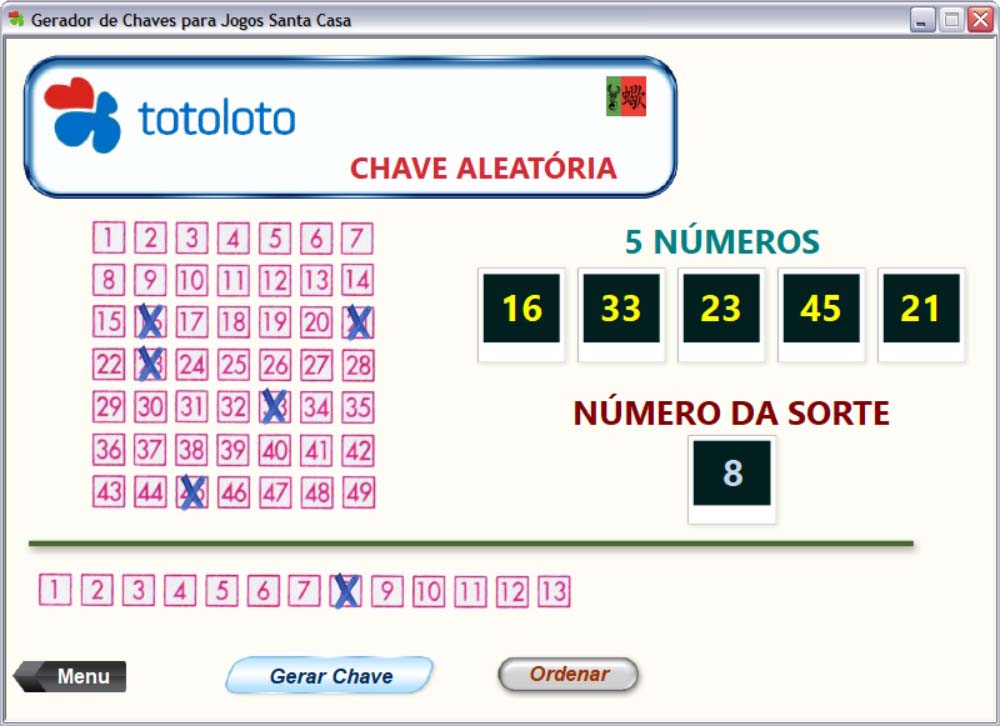 Gerador de Chaves para Jogos Santa Casa
totoloto
CHAVE ALEATÓRIA
1 2 3 4 5 6 7
8 9 10 11 12 13 14
15 16 17 18 19 20 21
22 23 24 25 26 27 28
29 30 31 32 33 34 35
36 37 38 39 40 41 42
43 44 45 46 47 48 49
5 NÚMEROS
16 33 23 45 21
NÚMERO DA SORTE
8
1 2 3 4 5 6 7 8 9 10 11 12 13
Menu
Gerar Chave
Ordenar